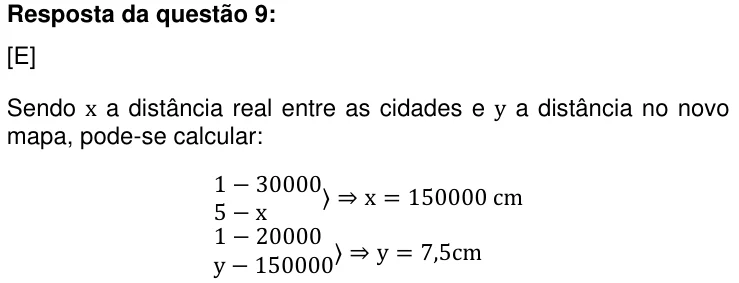 Resposta da questão 9:
[E]
Sendo x a distância real entre as cidades e y a distância no novo
mapa, pode-se calcular:
1 − 30000
5 − x
⟩ ⇒ x = 150000 cm
1 − 20000
y − 150000
⟩ ⇒ y = 7,5cm